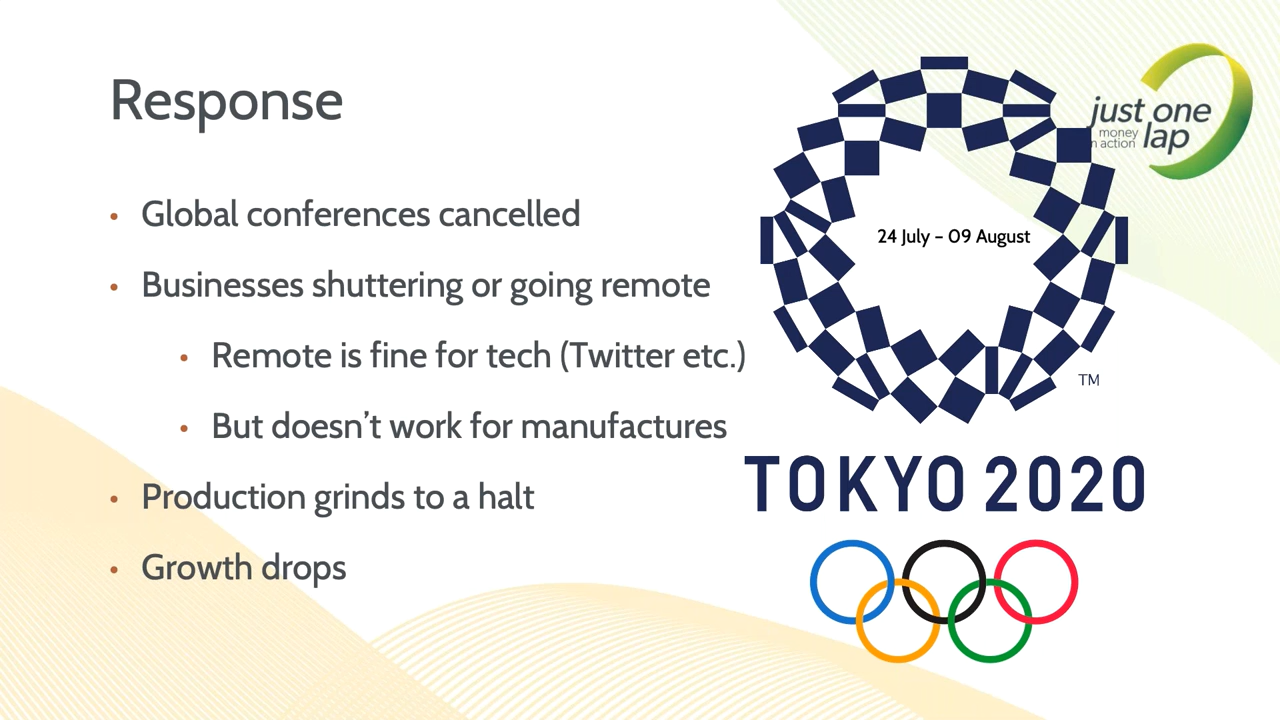 Response
• Global conferences cancelled
• Businesses shuttering or going remote
• Remote is fine for tech (Twitter etc.)
• But doesn't work for manufactures
• Production grinds to a halt
• Growth drops
just one
money
n action lap
24 July – 09 August
TM
TOKYO 2020